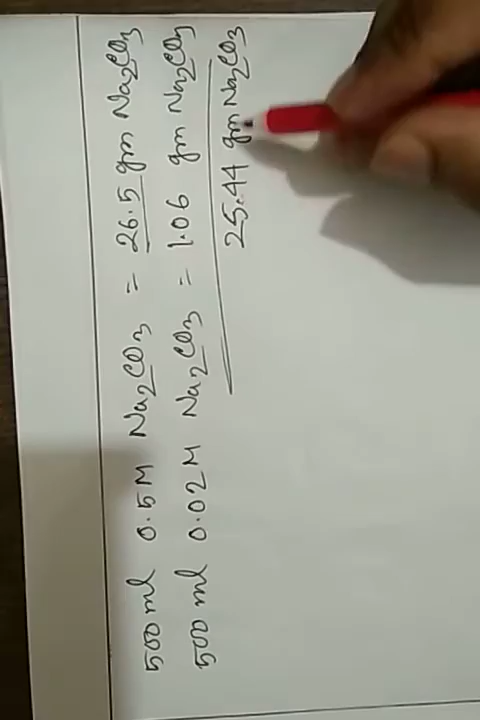 500 ml 0.5M Na2CO3 = 26.5 gm Na2CO3
500 ml 0.02 M Na2CO3 = 1.06 gm Na2CO3
25.44 gm Na2CO3